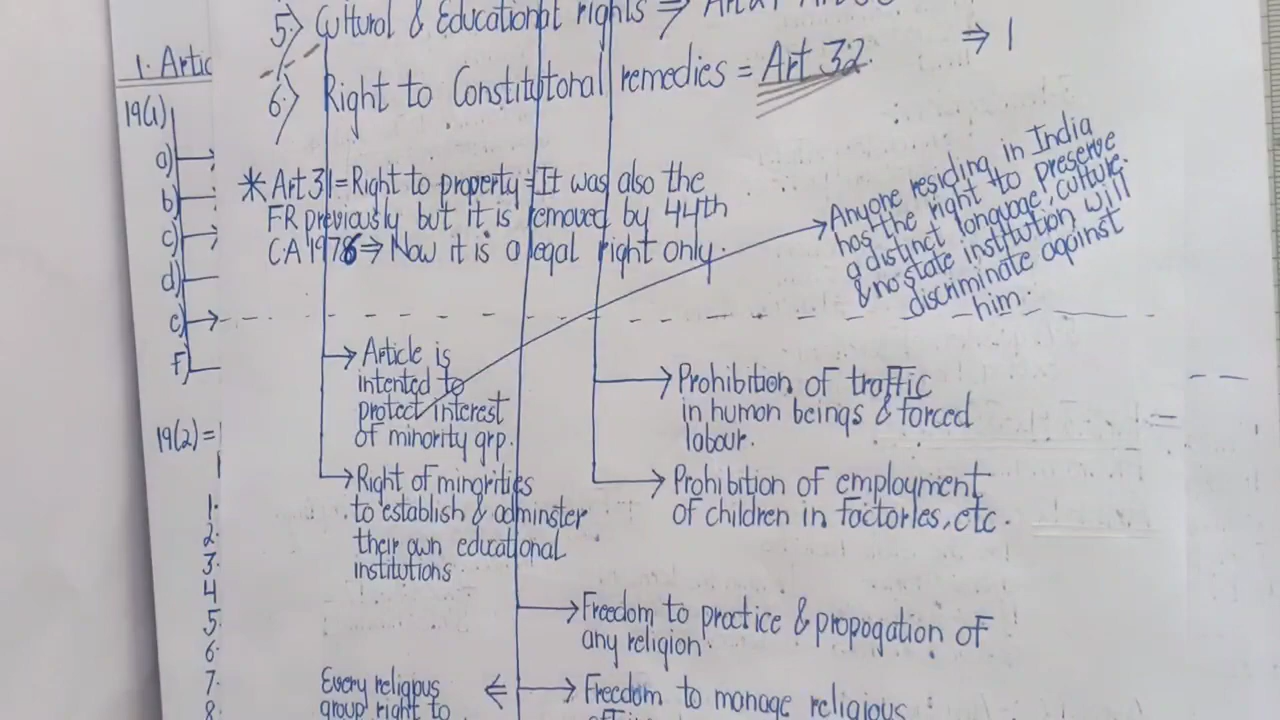 5) Cultural & Educational rights ⇒
⇒ 1
6) Right to Constitutonal remedies = Art 32.
1. Artic
19(1)
a)
b)
c)
d)
e)
F)
19(2) =
1.
2.
3.
4
5.
6.
7.
8.
* Art 31 = Right to property = It was also the
FR previously but it is removed by 44th
CA 1978 ⇒ Now it is a legal right only.
Anyone residing in India
has the right to preserve
a distinct language, culture.
& no state institution will
discriminate against
him.
→ Article is
intented to
protect interest
of minority grp.
→ Right of minorities
to establish & adminster
their own educational
institutions
→ Prohibition of traffic
in human beings & forced
labour.
→ Prohibition of employment
of children in factories, etc.
→ Freedom to practice & propogation of
any religion.
Every religous ⇐
group right to
→ Freedom to manage religious